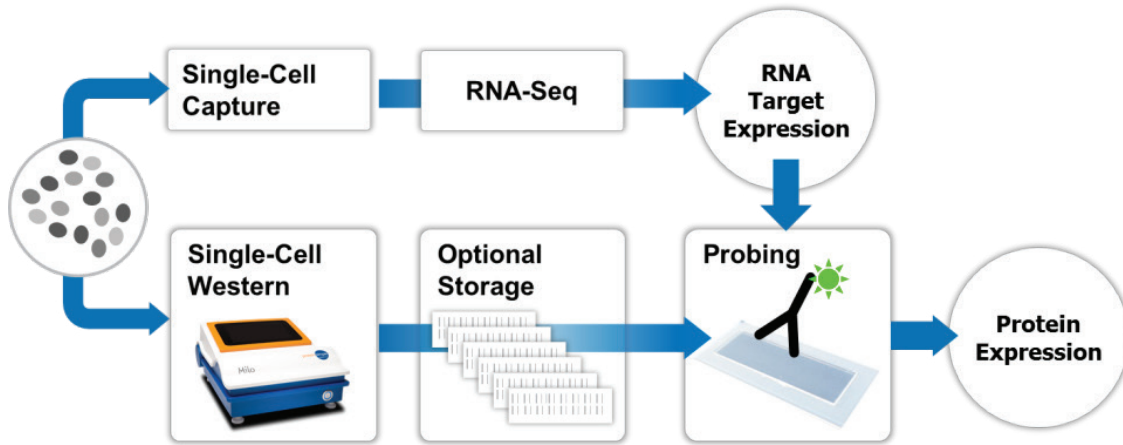 Single-Cell
Capture
RNA-Seq
RNA
Target
Expression
Single-Cell
Western
Milo
Optional
Storage
Probing
Protein
Expression